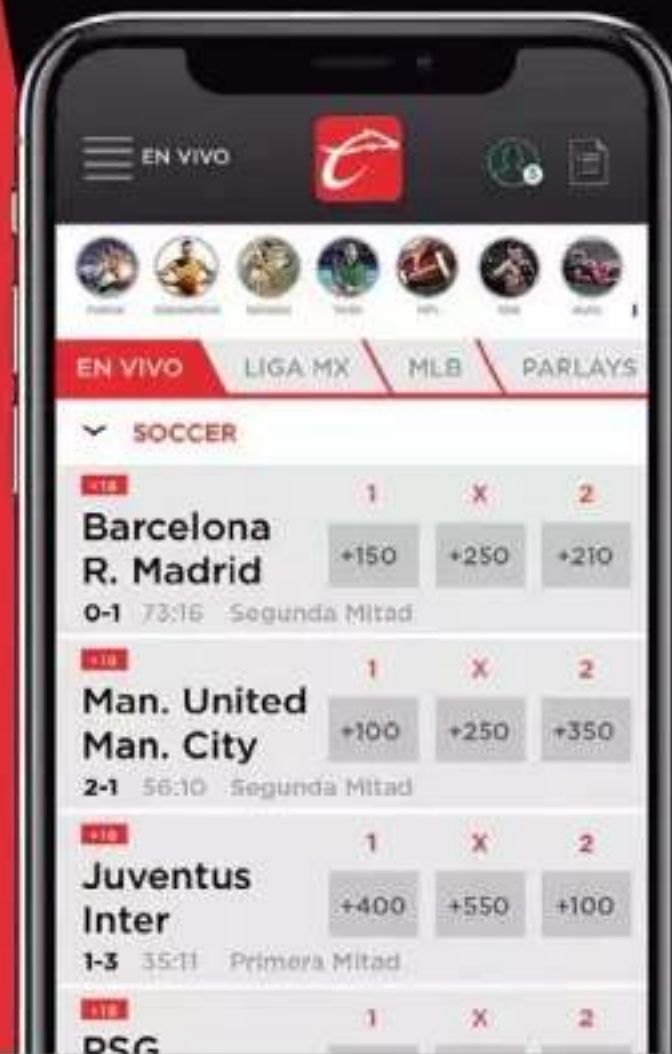 EN VIVO
EN VIVO LIGA MX MLB PARLAYS
SOCCER
+18
1 X 2
Barcelona
R. Madrid
+150 +250 +210
0-1 73:16 Segunda Mitad
+18
1 X 2
Man. United
Man. City
+100 +250 +350
2-1 56:10 Segunda Mitad
+18
1 X 2
Juventus
Inter
+400 +550 +100
1-3 35:11 Primera Mitad
+18
1 X 2
PSG